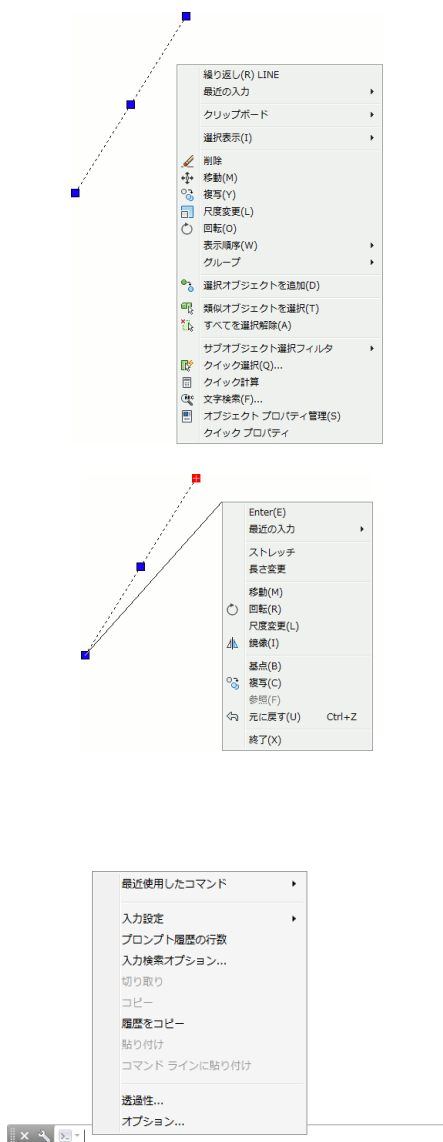 繰り返し(R) LINE
最近の入力
クリップボード
選択表示(I)
削除
移動(M)
複写(Y)
尺度変更(L)
回転(O)
表示順序(W)
グループ
選択オブジェクトを追加(D)
類似オブジェクトを選択(T)
すべてを選択解除(A)
サブオブジェクト選択フィルタ
クイック選択(Q)...
クイック計算
文字検索(F)...
オブジェクト プロパティ管理(S)
クイック プロパティ
Enter(E)
最近の入力
ストレッチ
長さ変更
移動(M)
回転(R)
尺度変更(L)
鏡像(I)
基点(B)
複写(C)
参照(F)
元に戻す(U) Ctrl+Z
終了(X)
最近使用したコマンド
入力設定
プロンプト履歴の行数
入力検索オプション...
切り取り
コピー
履歴をコピー
貼り付け
コマンド ラインに貼り付け
透過性...
オプション...